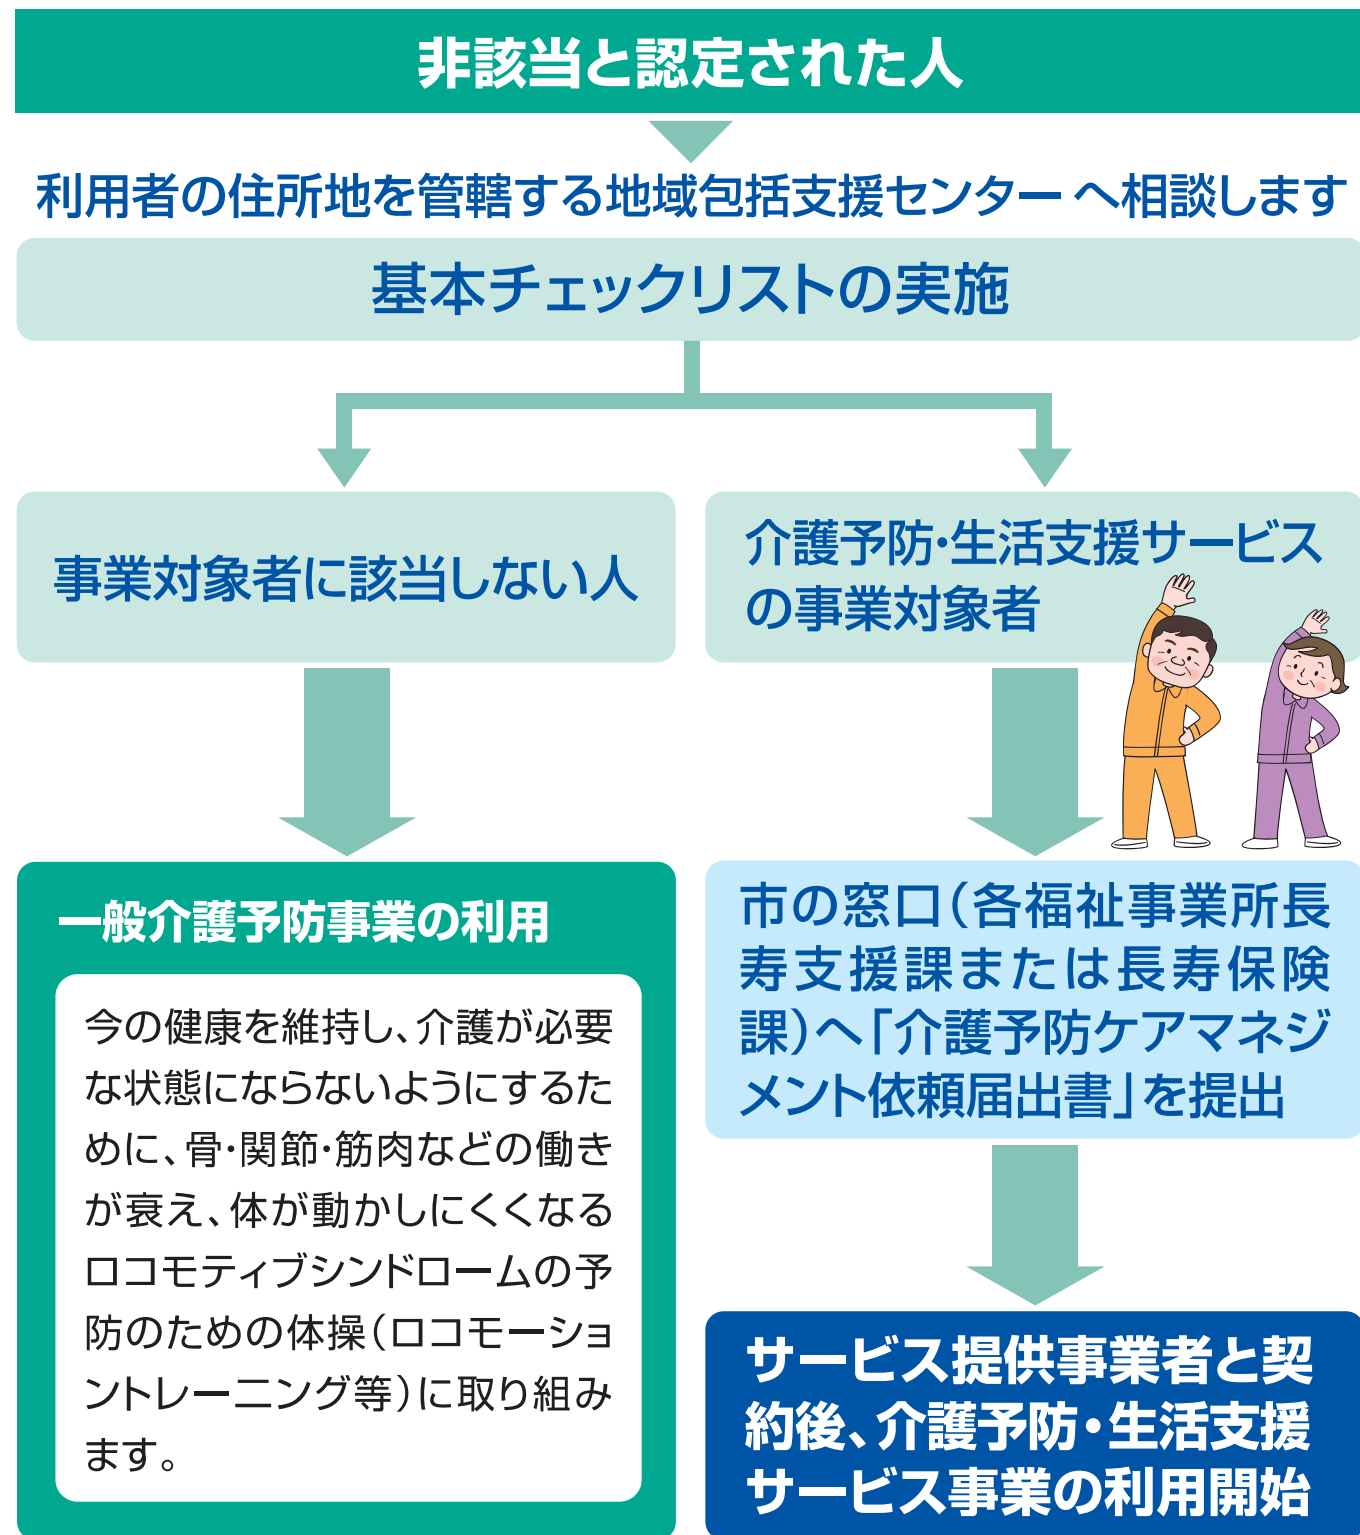 非該当と認定された人
利用者の住所地を管轄する地域包括支援センターへ相談します
基本チェックリストの実施
事業対象者に該当しない人
介護予防・生活支援サービス
の事業対象者
一般介護予防事業の利用
今の健康を維持し、介護が必要
な状態にならないようにするた
めに、骨・関節・筋肉などの働き
が衰え、体が動かしにくくなる
ロコモティブシンドロームの予
防のための体操（ロコモーショ
ントレーニング等）に取り組み
ます。
市の窓口（各福祉事業所長
寿支援課または長寿保険
課）へ「介護予防ケアマネジ
メント依頼届出書」を提出
サービス提供事業者と契
約後、介護予防・生活支援
サービス事業の利用開始